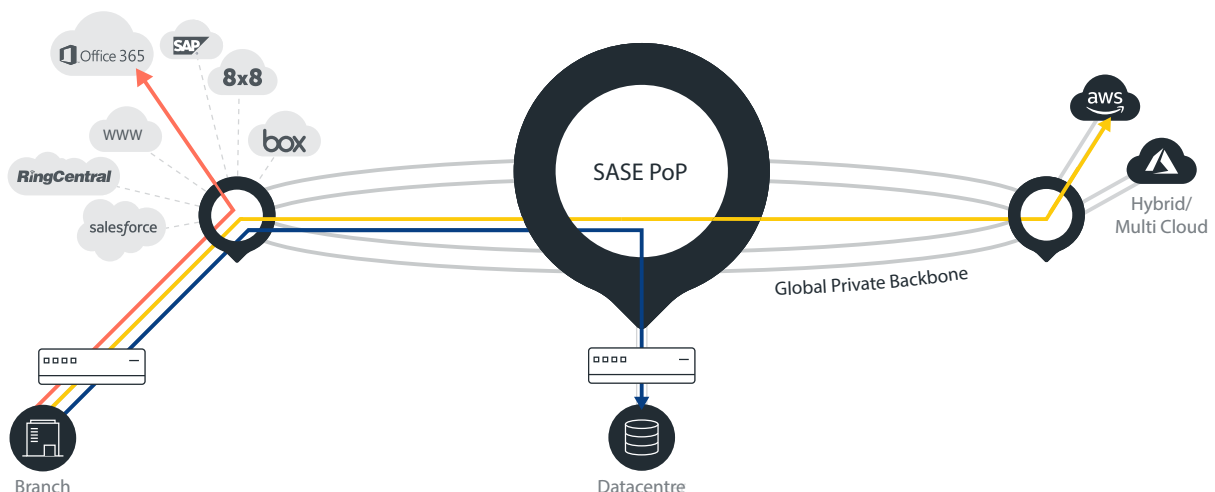 Office 365
SAP
8x8
www
box
RingCentral
salesforce
SASE PoP
aws
Hybrid/
Multi Cloud
Global Private Backbone
Branch
Datacentre